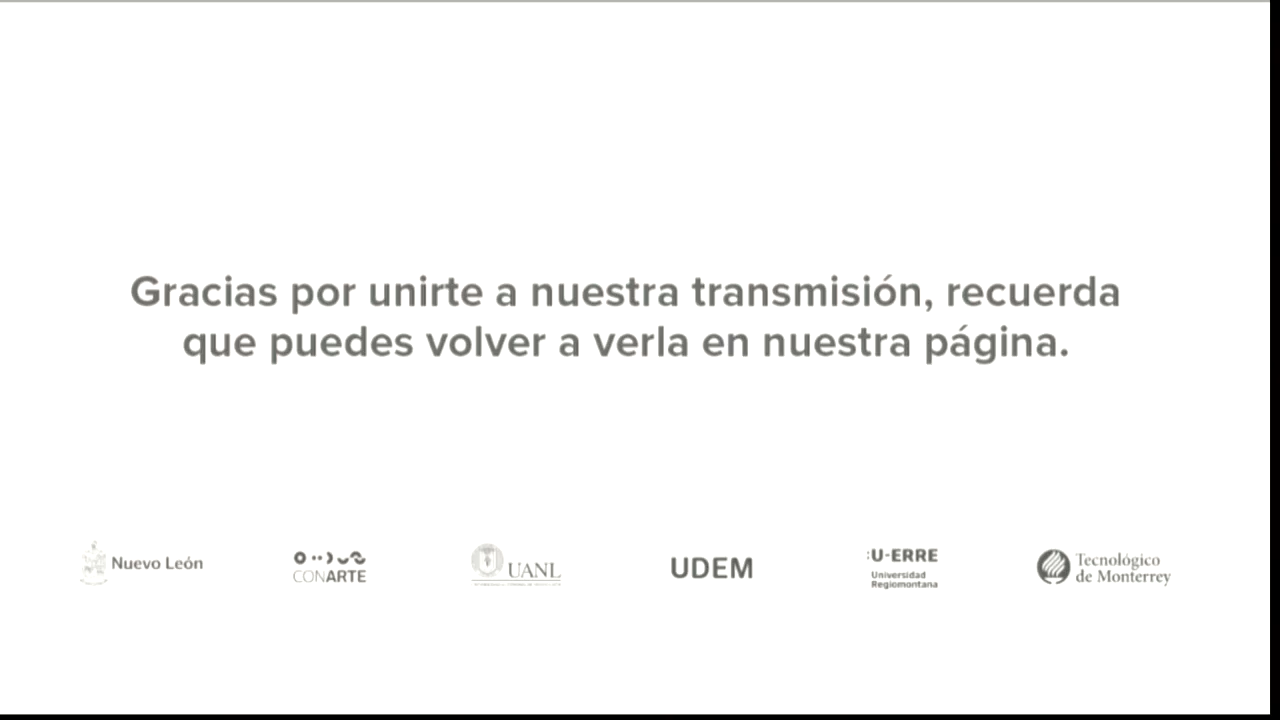 Gracias por unirte a nuestra transmisión, recuerda
que puedes volver a verla en nuestra página.
Nuevo León
CONARTE
UANL
UDEM
:U-ERRE
Universidad
Regiomontana
Tecnológico
de Monterrey